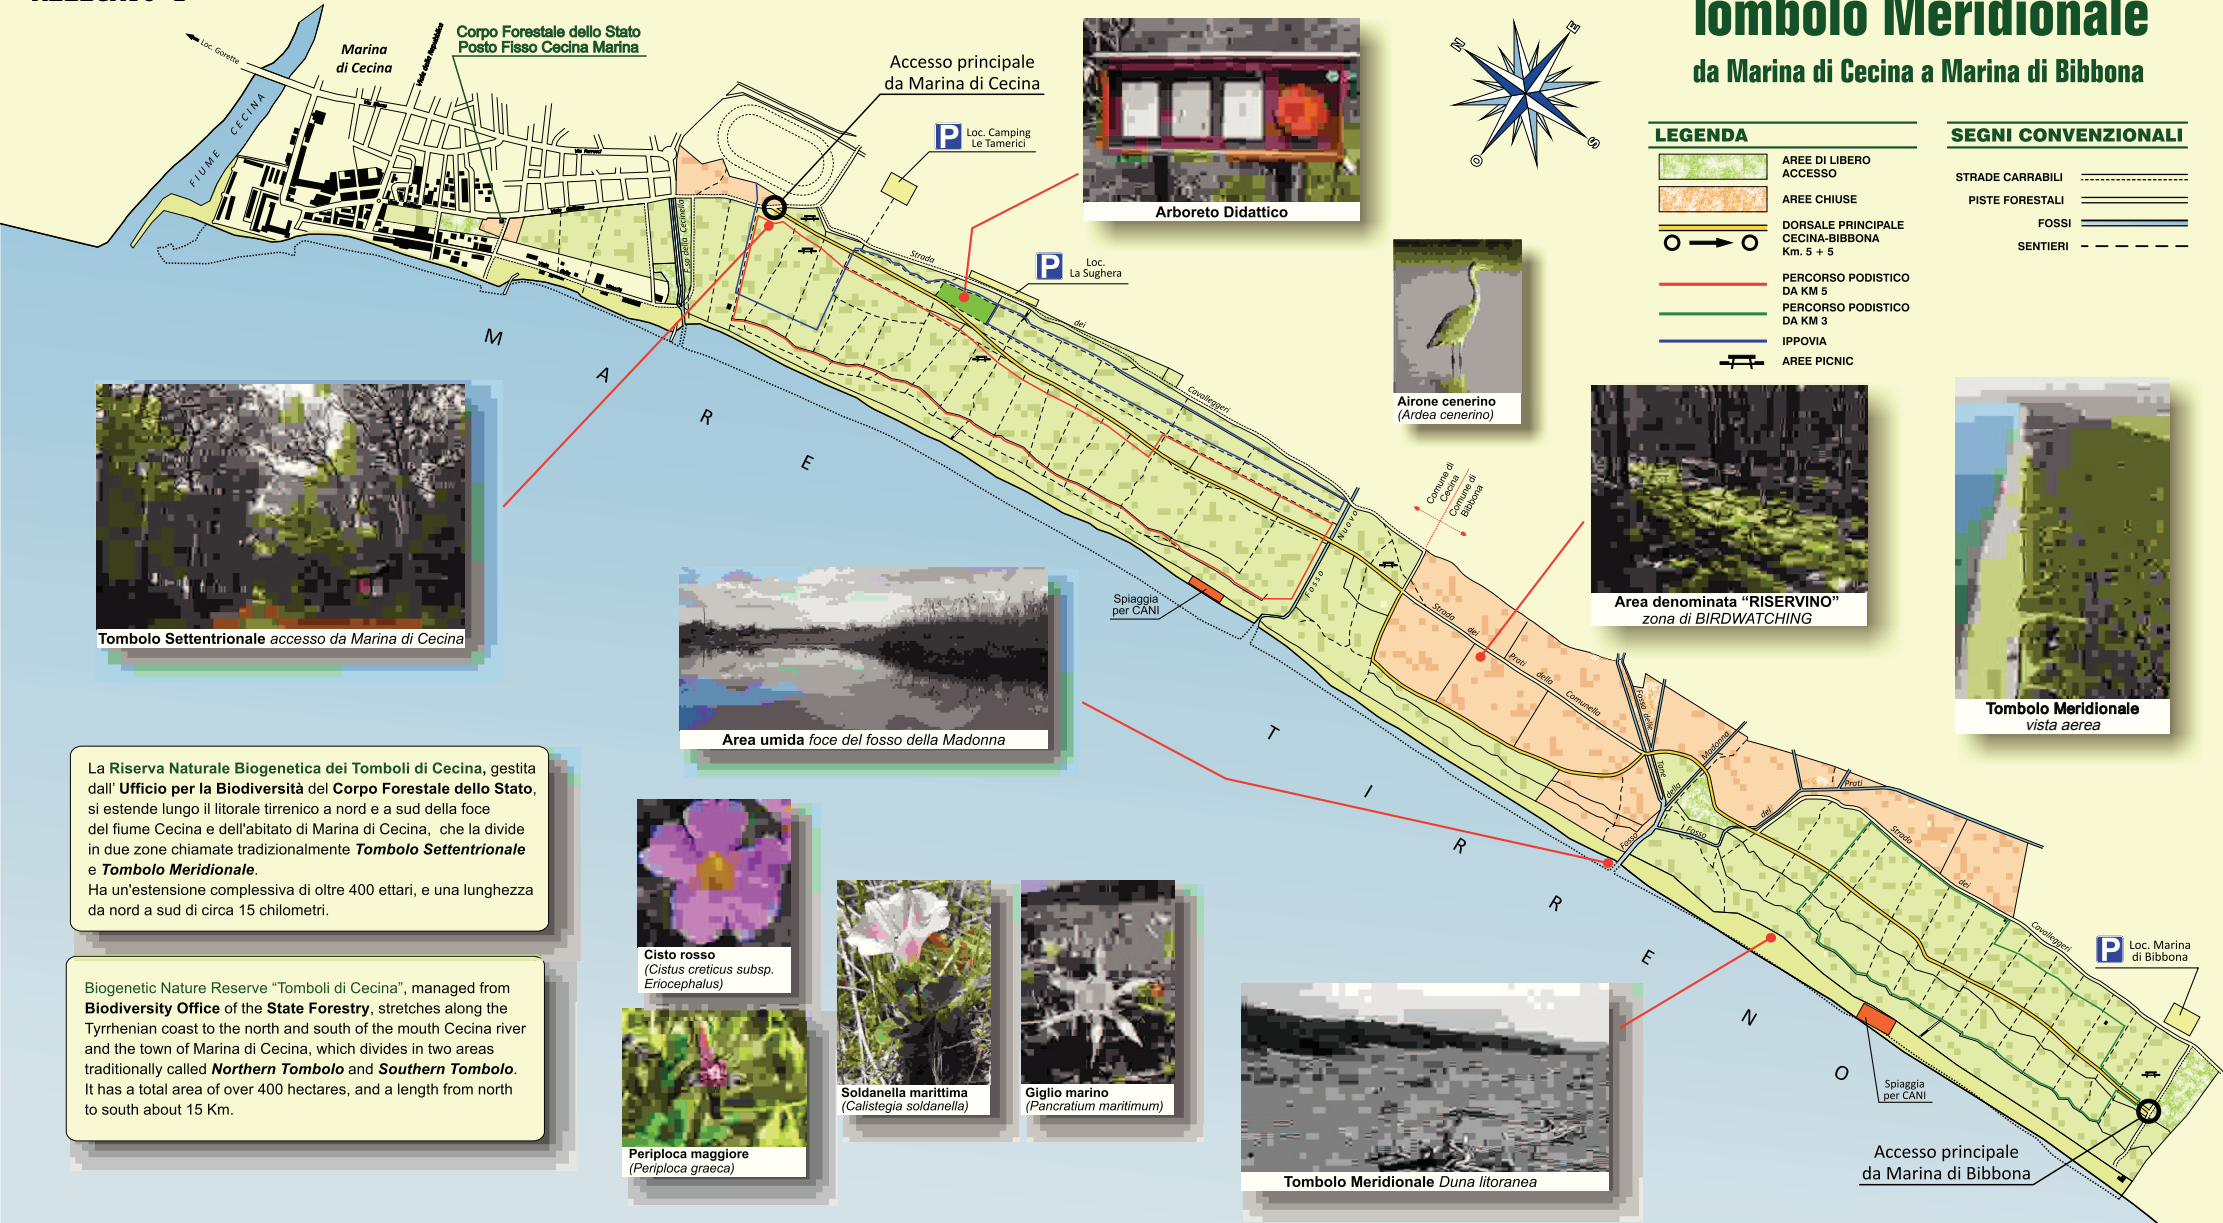 Tombolo Meridionale
da Marina di Cecina a Marina di Bibbona
LEGENDA
AREE DI LIBERO
ACCESSO
AREE CHIUSE
DORSALE PRINCIPALE
CECINA-BIBBONA
Km. 5 + 5
PERCORSO PODISTICO
DA KM 5
PERCORSO PODISTICO
DA KM 3
IPPOVIA
AREE PICNIC
SEGNI CONVENZIONALI
STRADE CARRABILI
PISTE FORESTALI
FOSSI
SENTIERI
N
E
S
O
Loc. Gorette
Marina
di Cecina
Viale della Repubblica
Corpo Forestale dello Stato
Posto Fisso Cecina Marina
FIUME CECINA
Accesso principale
da Marina di Cecina
P
Loc. Camping
Le Tamerici
P
Loc.
La Sughera
Arboreto Didattico
Airone cenerino
(Ardea cenerino)
Comune di
Cecina
Comune di
Bibbona
Area denominata “RISERVINO”
zona di BIRDWATCHING
Tombolo Meridionale
vista aerea
Strada
dei
Cavalleggeri
Fosso Nuovo
Strada
dei
Prati
della
Comunella
Fosso delle
Tane
Fosso
della
Madonna
Fosso
dei
Prati
Strada
dei
Cavalleggeri
MARE TIRRENO
Tombolo Settentrionale accesso da Marina di Cecina
Area umida foce del fosso della Madonna
Spiaggia
per CANI
La Riserva Naturale Biogenetica dei Tomboli di Cecina, gestita
dall' Ufficio per la Biodiversità del Corpo Forestale dello Stato,
si estende lungo il litorale tirrenico a nord e a sud della foce
del fiume Cecina e dell'abitato di Marina di Cecina, che la divide
in due zone chiamate tradizionalmente Tombolo Settentrionale
e Tombolo Meridionale.
Ha un'estensione complessiva di oltre 400 ettari, e una lunghezza
da nord a sud di circa 15 chilometri.
Biogenetic Nature Reserve “Tomboli di Cecina”, managed from
Biodiversity Office of the State Forestry, stretches along the
Tyrrhenian coast to the north and south of the mouth Cecina river
and the town of Marina di Cecina, which divides in two areas
traditionally called Northern Tombolo and Southern Tombolo.
It has a total area of over 400 hectares, and a length from north
to south about 15 Km.
Cisto rosso
(Cistus creticus subsp.
Eriocephalus)
Periploca maggiore
(Periploca graeca)
Soldanella marittima
(Calistegia soldanella)
Giglio marino
(Pancratium maritimum)
Tombolo Meridionale Duna litoranea
P
Loc. Marina
di Bibbona
Spiaggia
per CANI
Accesso principale
da Marina di Bibbona